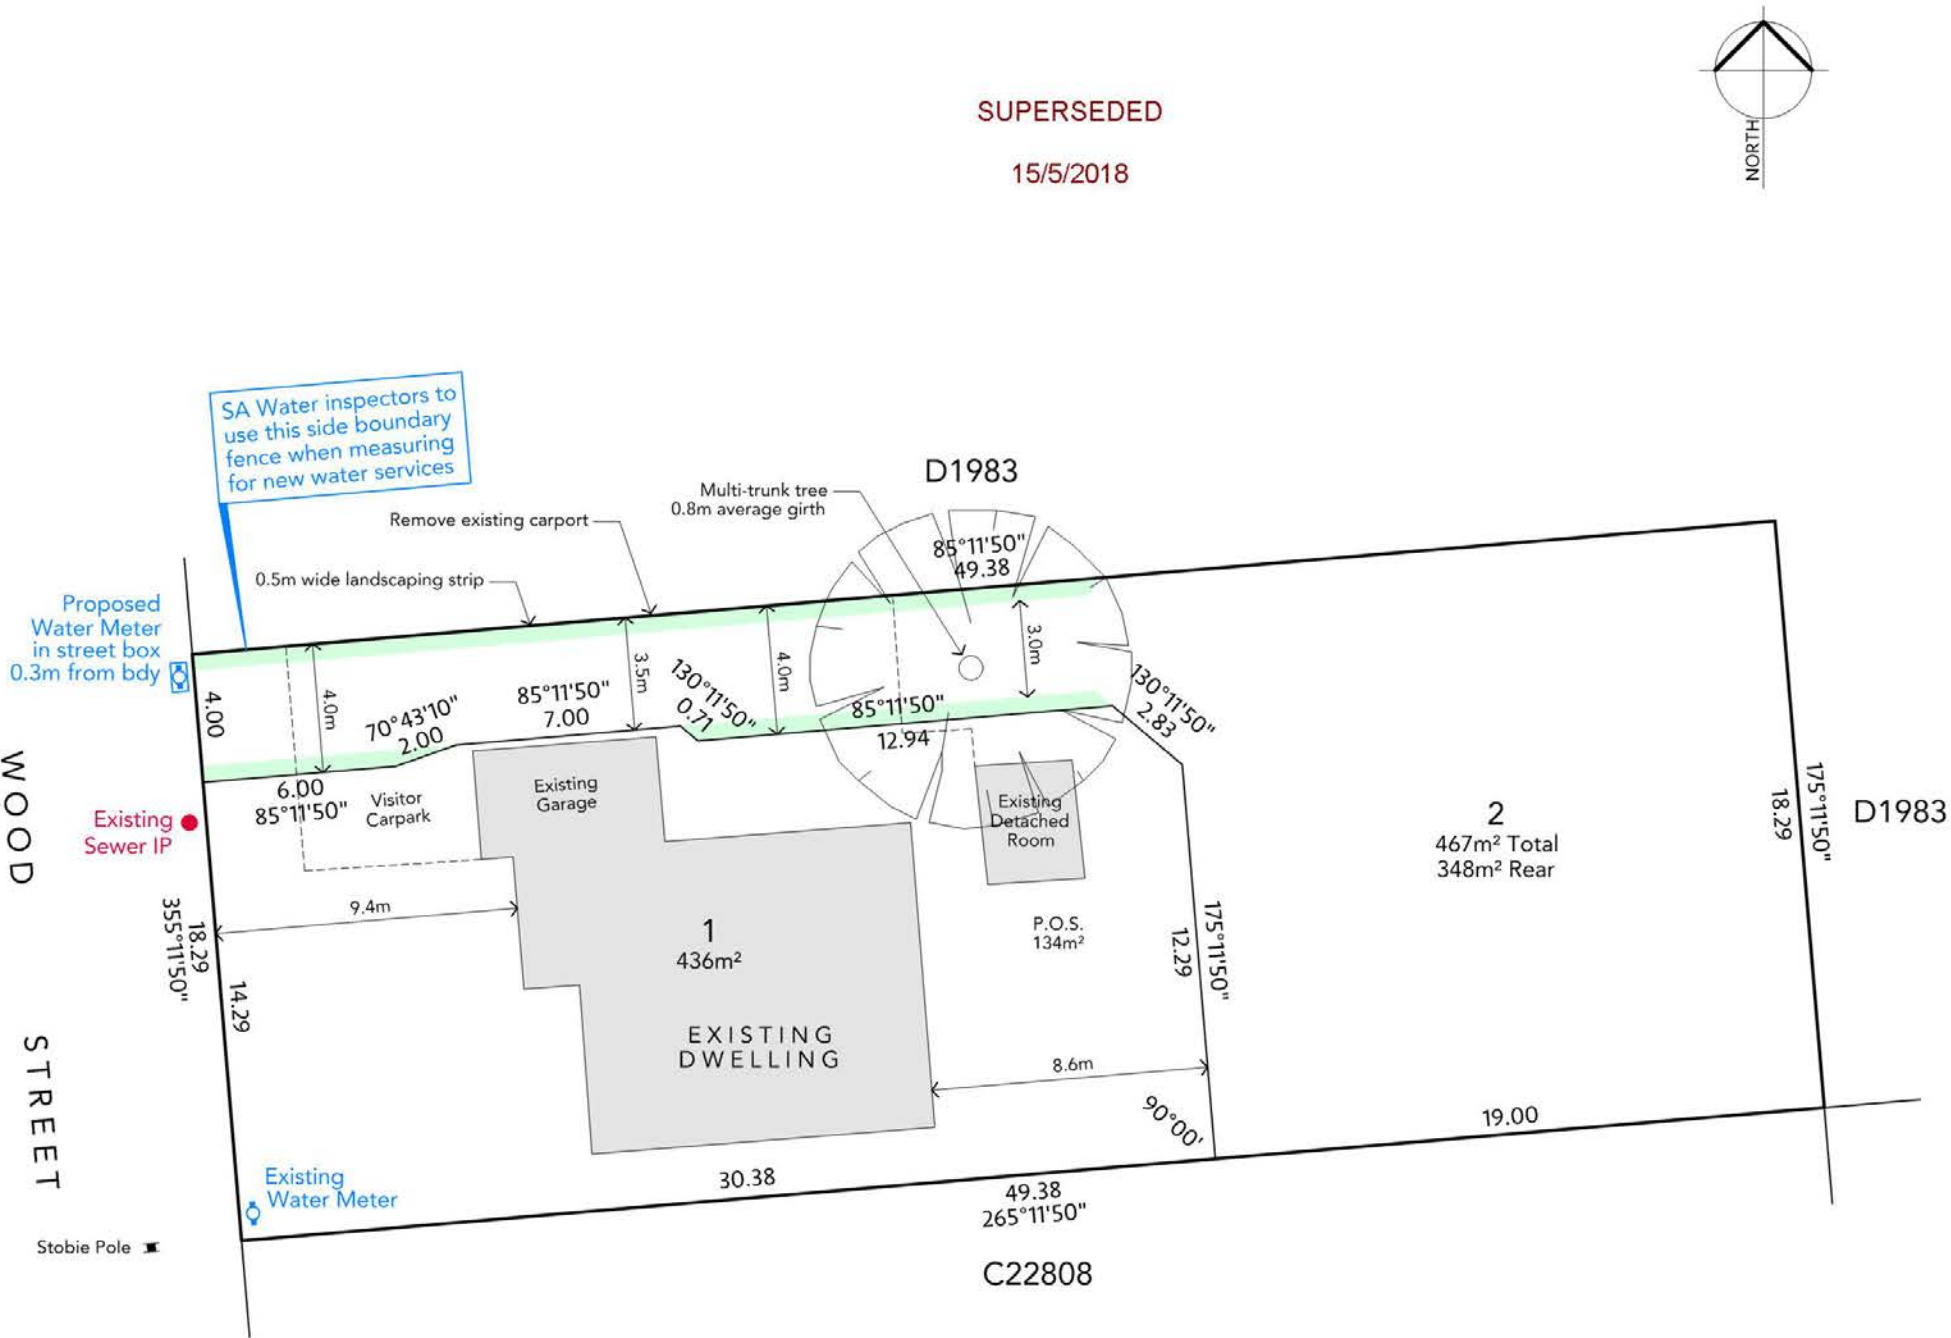 SUPERSEDED
15/5/2018
NORTH
SA Water inspectors to
use this side boundary
fence when measuring
for new water services
D1983
Multi-trunk tree
0.8m average girth
Remove existing carport
85°11'50"
49.38
0.5m wide landscaping strip
Proposed
Water Meter
in street box
0.3m from bdy
4.00
4.0m
70°43'10"
2.00
85°11'50"
7.00
3.5m
130°11'50"
0.71
4.0m
3.0m
85°11'50"
12.94
130°11'50"
2.83
6.00
85°11'50"
Visitor
Carpark
Existing
Garage
Existing
Detached
Room
WOOD
STREET
Existing
Sewer IP
2
467m² Total
348m² Rear
18.29
175°11'50"
D1983
9.4m
18.29
355°11'50"
14.29
1
436m²
P.O.S.
134m²
12.29
175°11'50"
EXISTING
DWELLING
8.6m
90°00'
19.00
Existing
Water Meter
30.38
49.38
265°11'50"
Stobie Pole
C22808